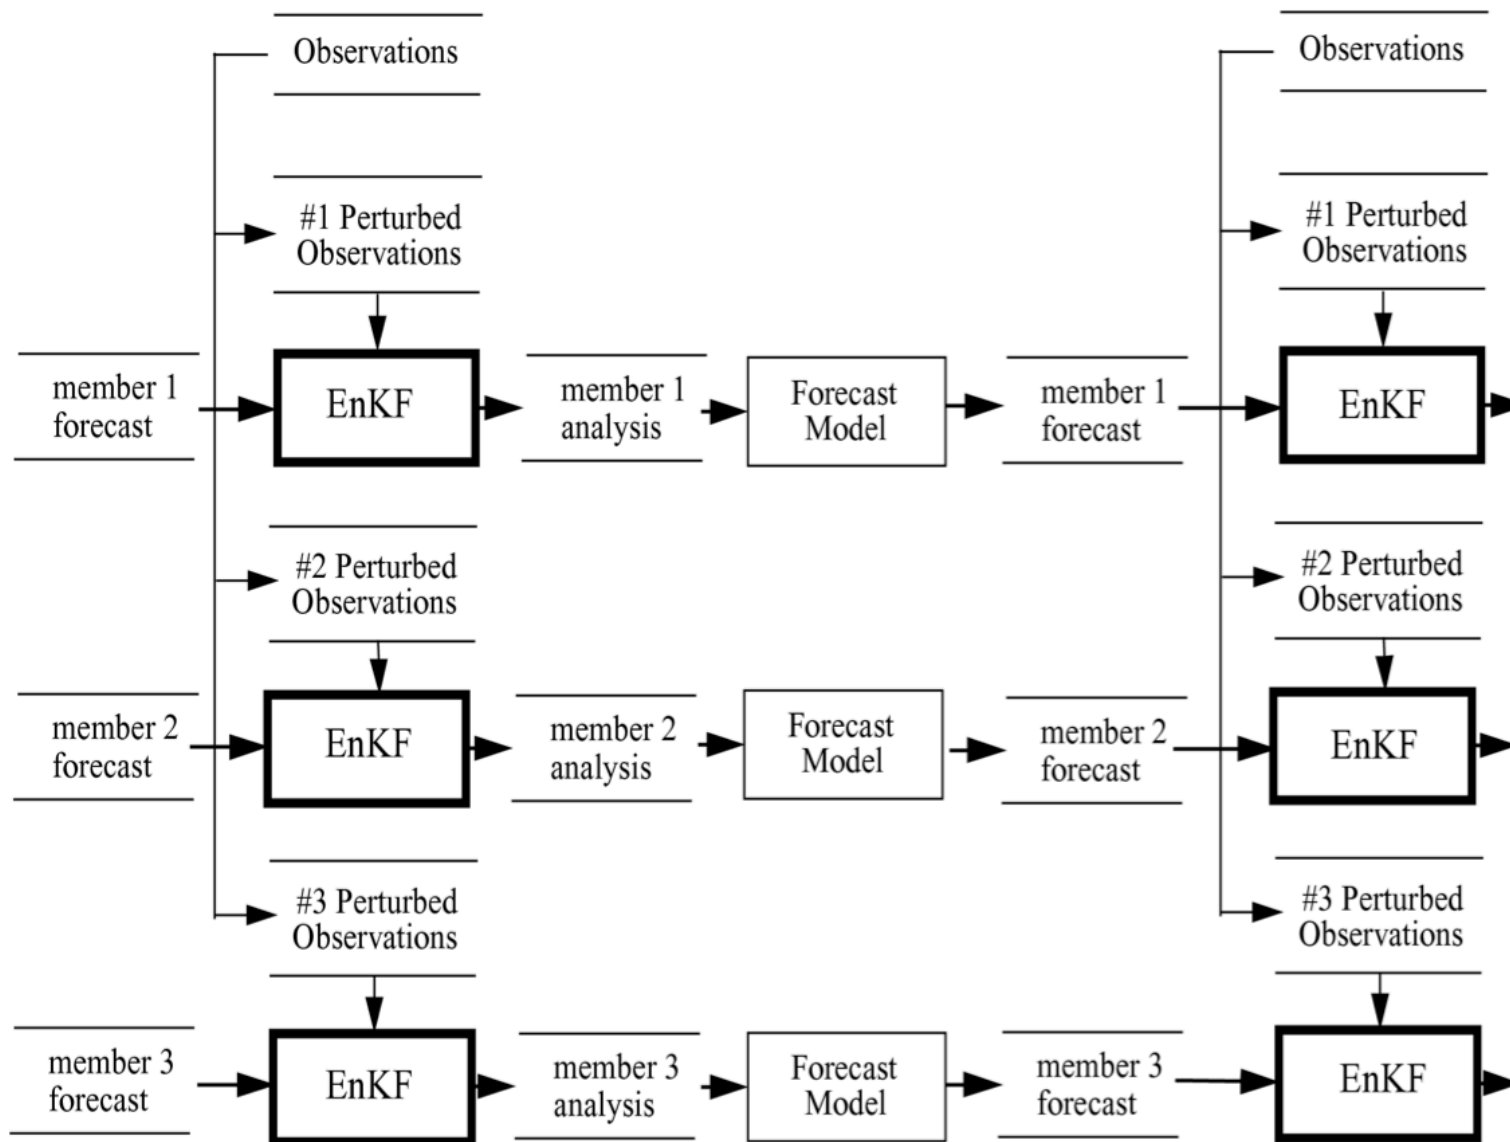 Observations
Observations
#1 Perturbed
Observations
#1 Perturbed
Observations
member 1
forecast
EnKF
member 1
analysis
Forecast
Model
member 1
forecast
EnKF
#2 Perturbed
Observations
#2 Perturbed
Observations
member 2
forecast
EnKF
member 2
analysis
Forecast
Model
member 2
forecast
EnKF
#3 Perturbed
Observations
#3 Perturbed
Observations
member 3
forecast
EnKF
member 3
analysis
Forecast
Model
member 3
forecast
EnKF